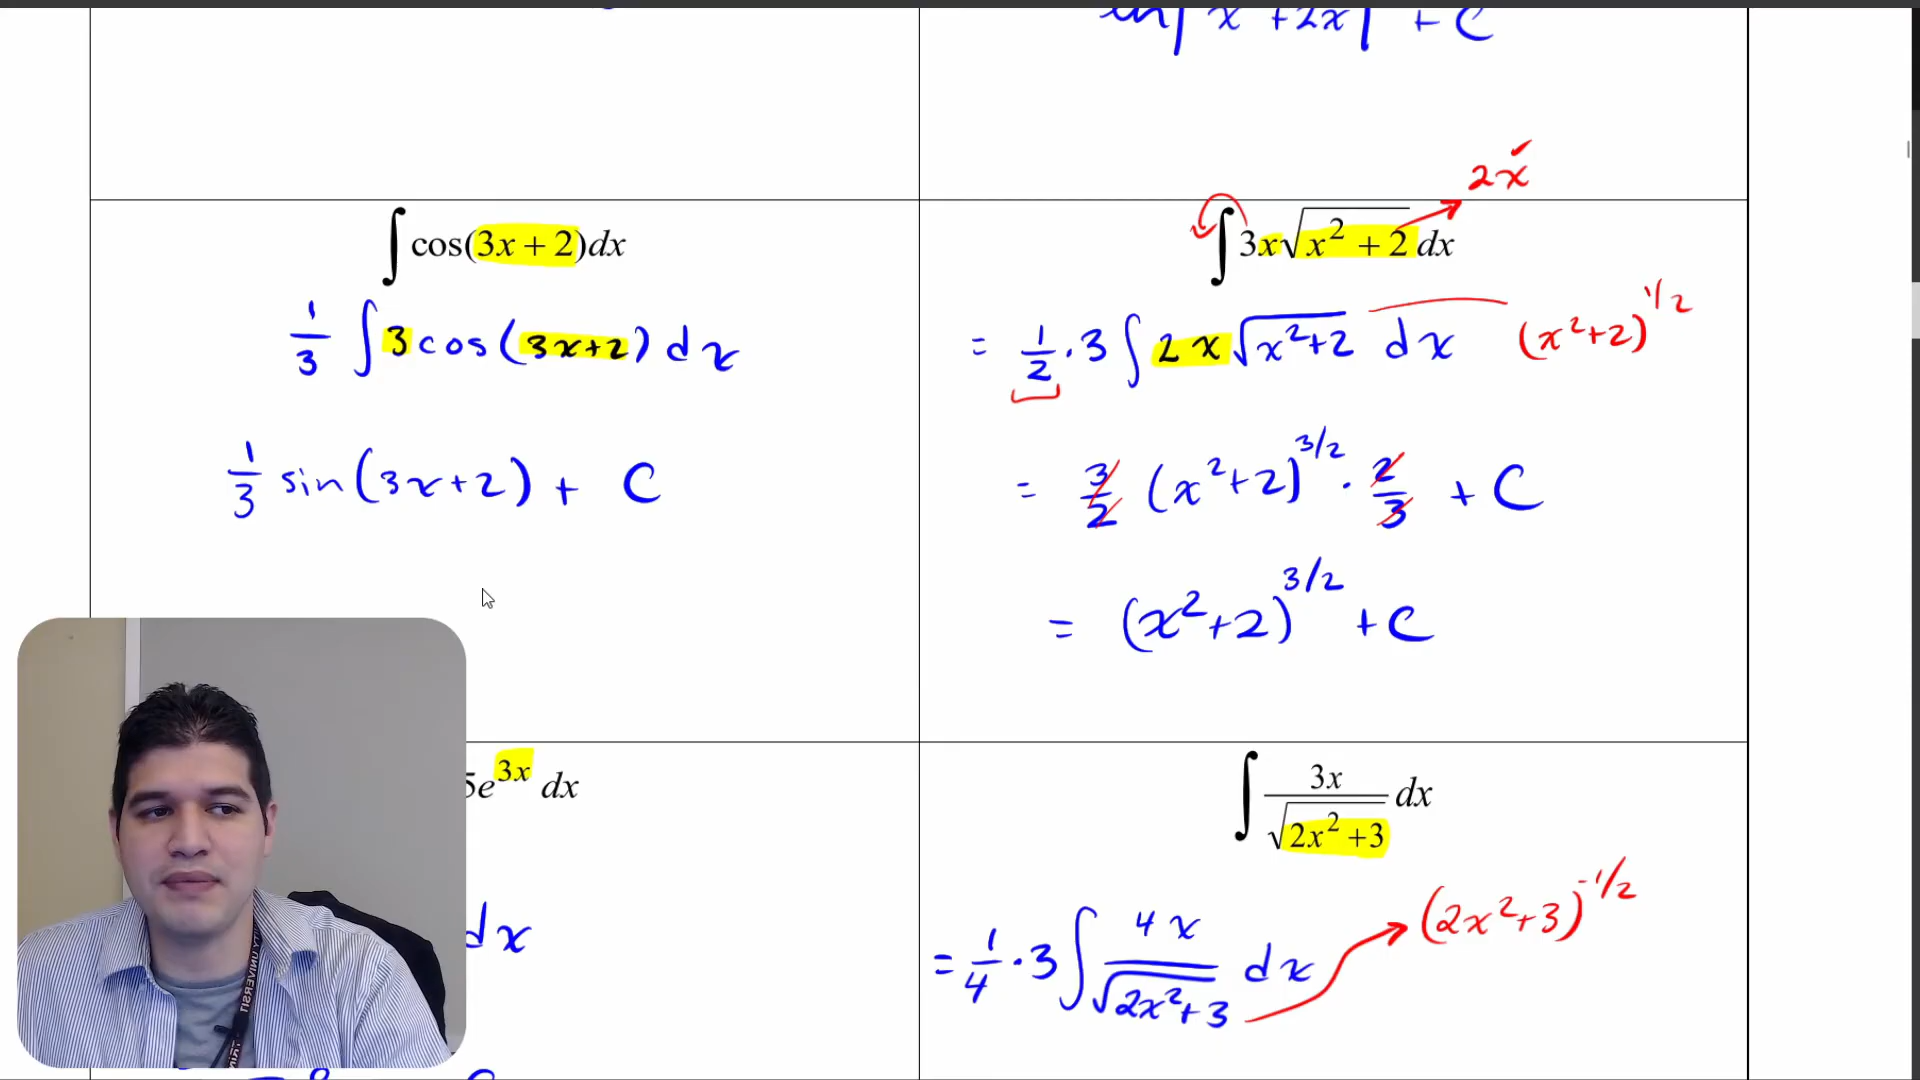 ln|x² + 2x| + C
2x ✓
∫ cos(3x + 2)dx
1/3 ∫ 3 cos(3x+2) dx
1/3 sin(3x+2) + C
∫ 3x√(x² + 2) dx
= 1/2 · 3 ∫ 2x √(x²+2) dx (x²+2)^1/2
= 3/2 (x²+2)^3/2 · 2/3 + C
= (x²+2)^3/2 + C
5e^3x dx
dx
∫ 3x/√(2x² +3) dx
(2x²+3)^-1/2
= 1/4 · 3 ∫ 4x/√(2x²+3) dx